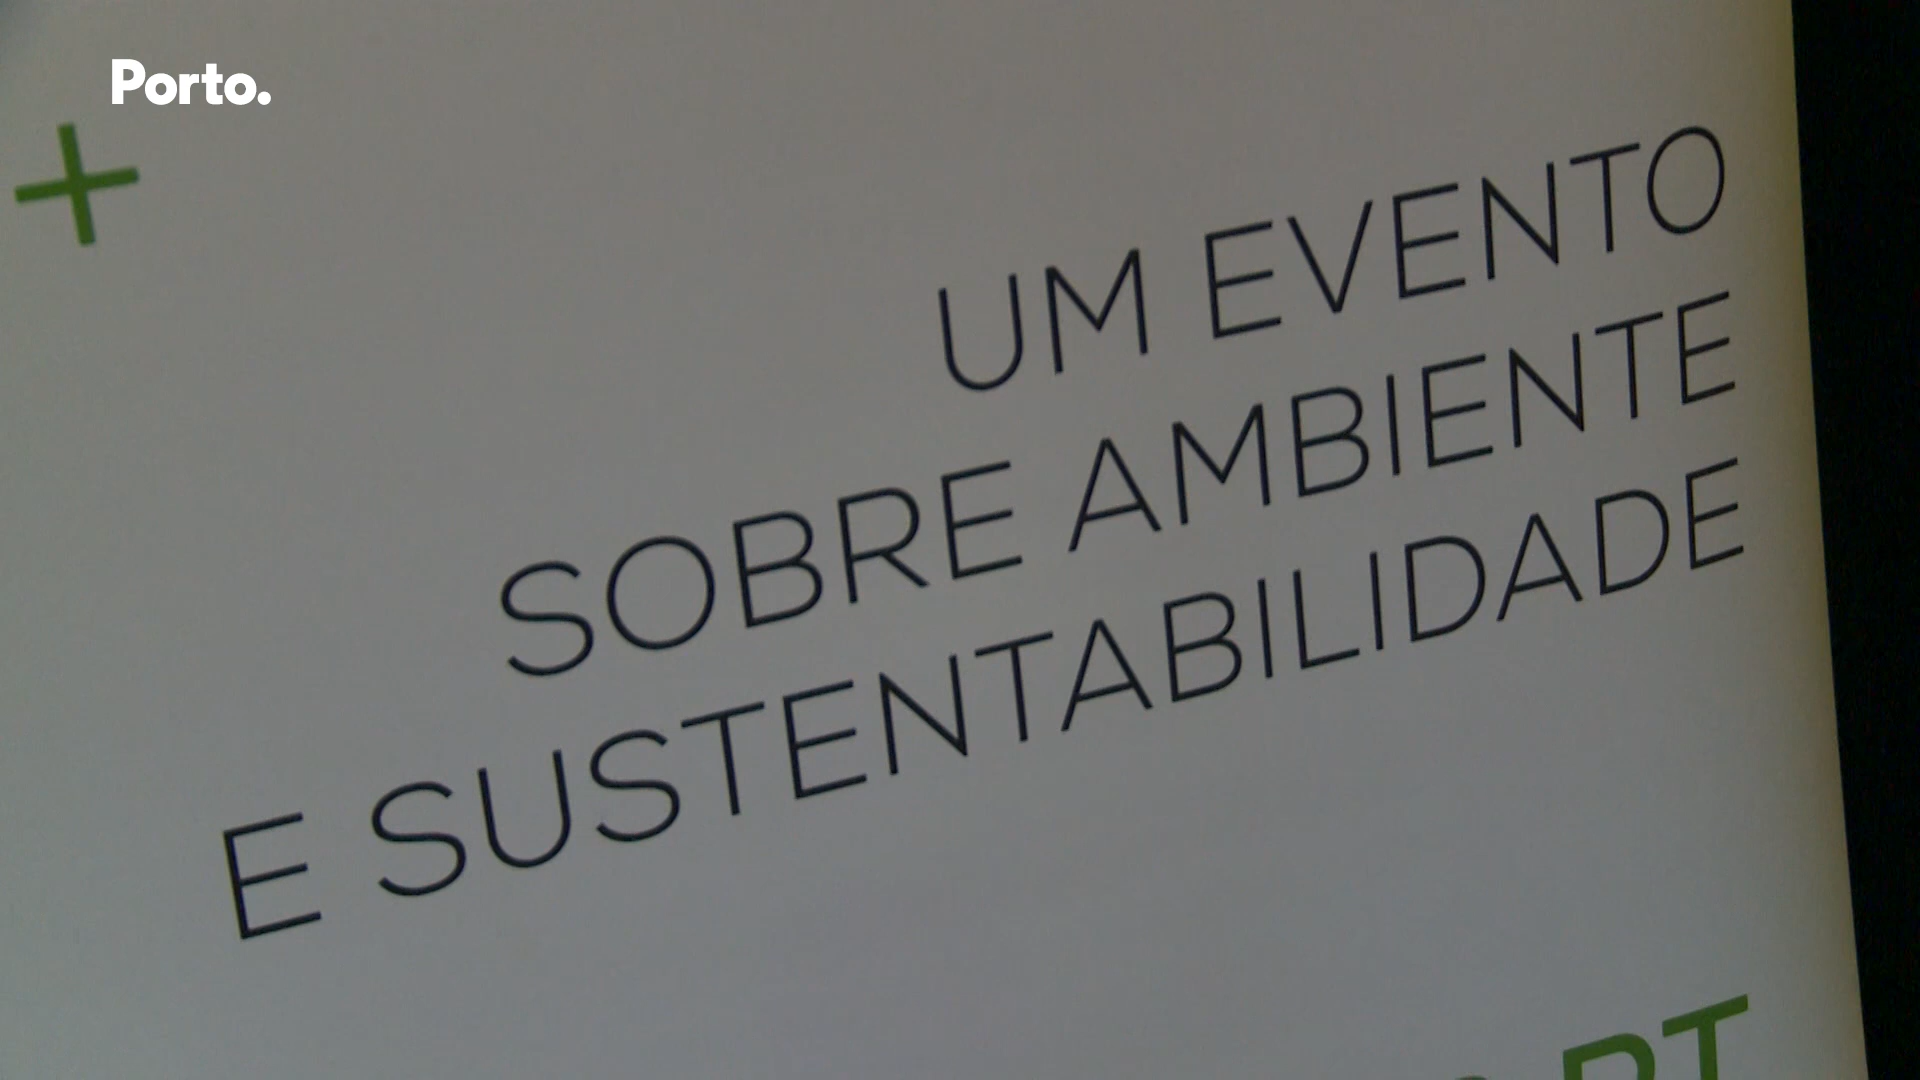 Porto.
+
UM EVENTO
SOBRE AMBIENTE
E SUSTENTABILIDADE